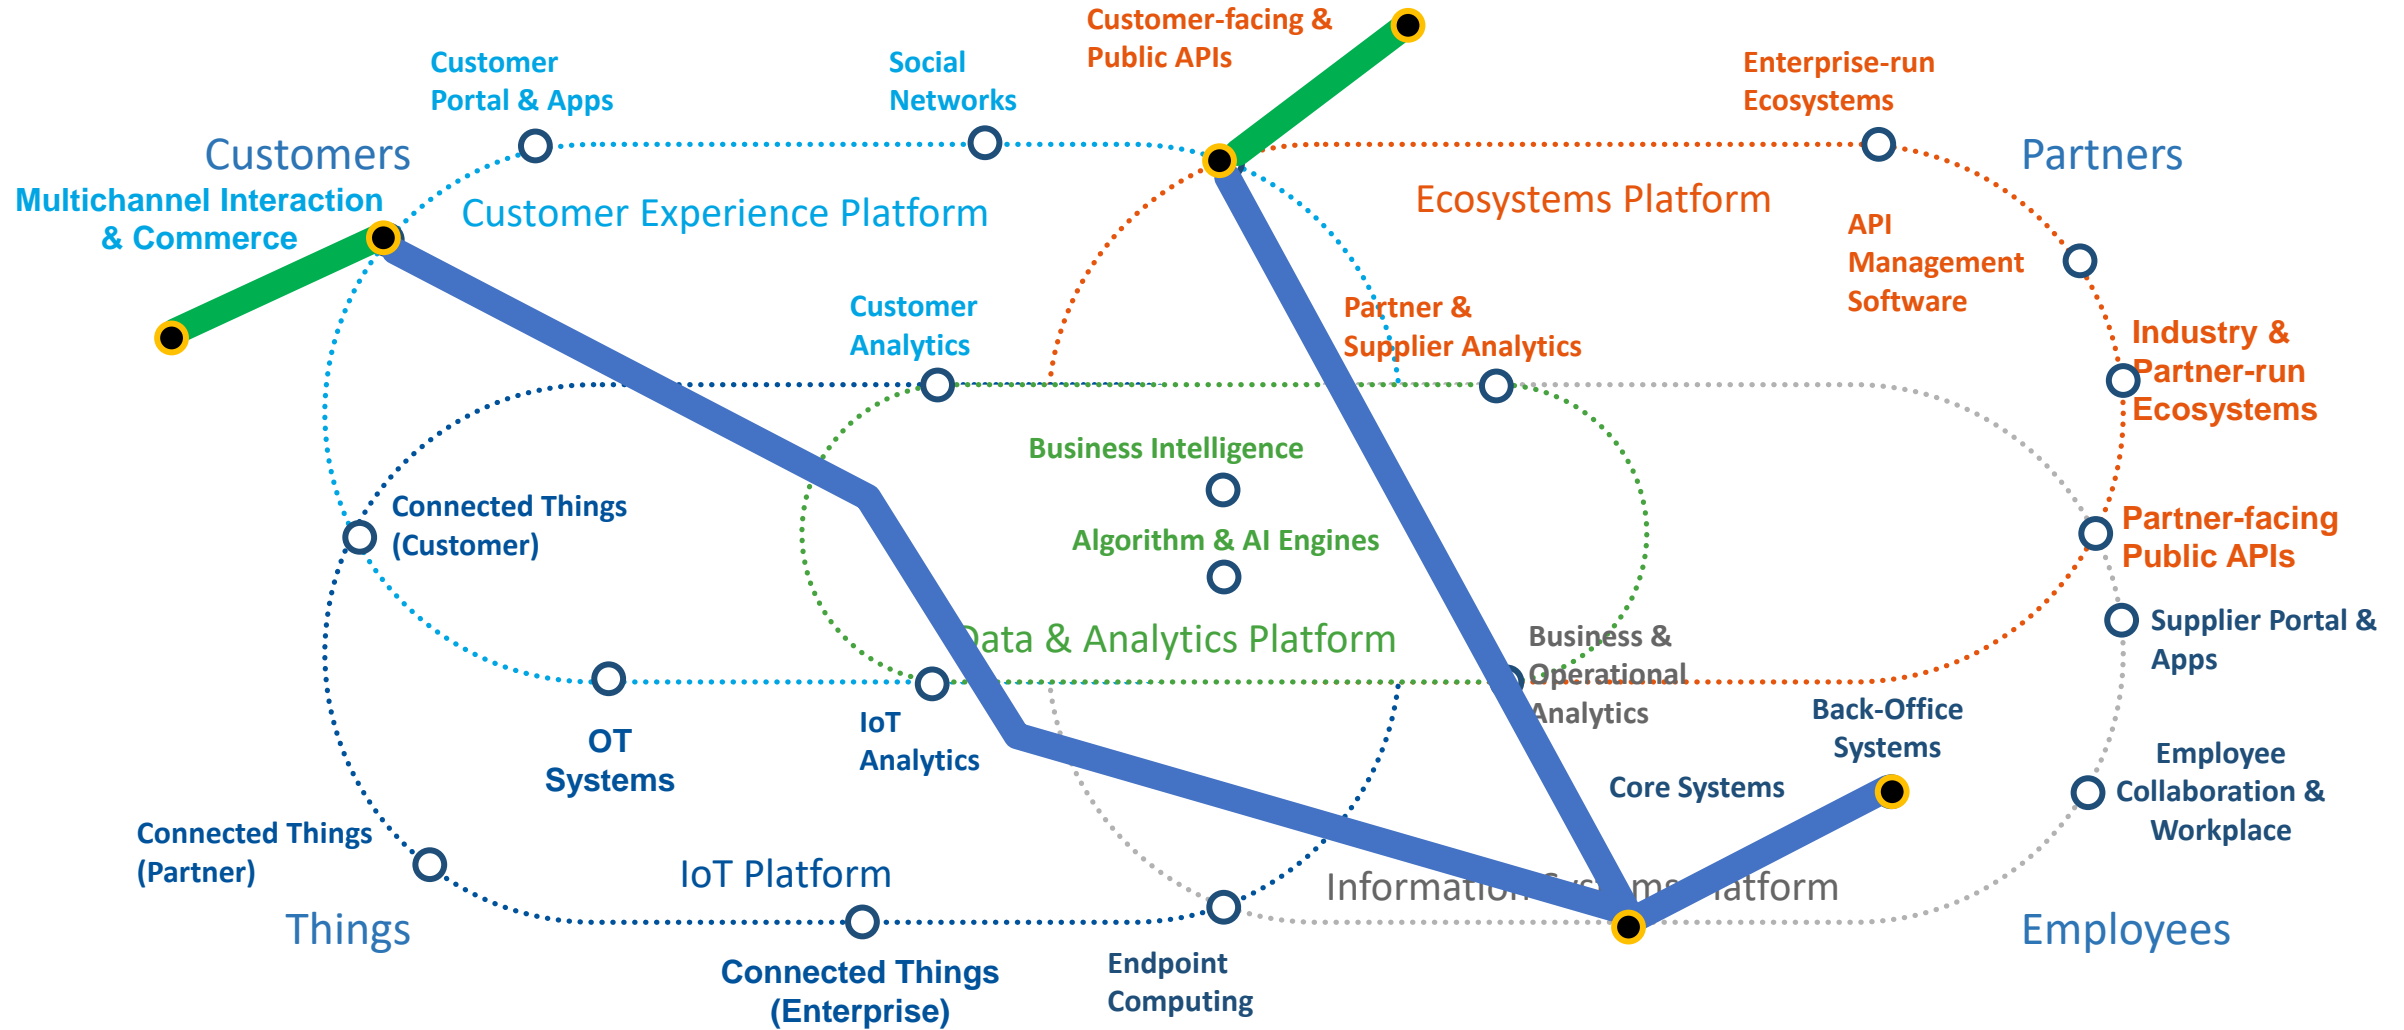 Customer-facing &
Public APIs
Customer
Portal & Apps
Social
Networks
Enterprise-run
Ecosystems
Customers
Partners
Multichannel Interaction
& Commerce
Customer Experience Platform
Ecosystems Platform
API
Management
Software
Customer
Analytics
Partner &
Supplier Analytics
Industry &
Partner-run
Ecosystems
Business Intelligence
Connected Things
(Customer)
Algorithm & AI Engines
Partner-facing
Public APIs
Data & Analytics Platform
Business &
Operational
Analytics
Supplier Portal &
Apps
OT
Systems
IoT
Analytics
Back-Office
Systems
Core Systems
Employee
Collaboration &
Workplace
Connected Things
(Partner)
IoT Platform
Information Systems Platform
Things
Employees
Connected Things
(Enterprise)
Endpoint
Computing